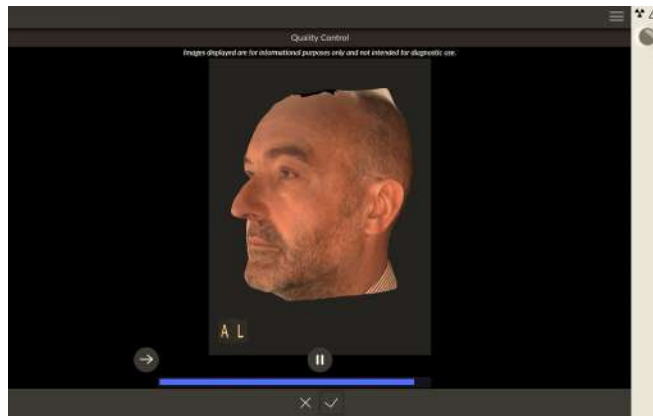 Quality Control
Images displayed are for informational purposes only and not intended for diagnostic use.
A L